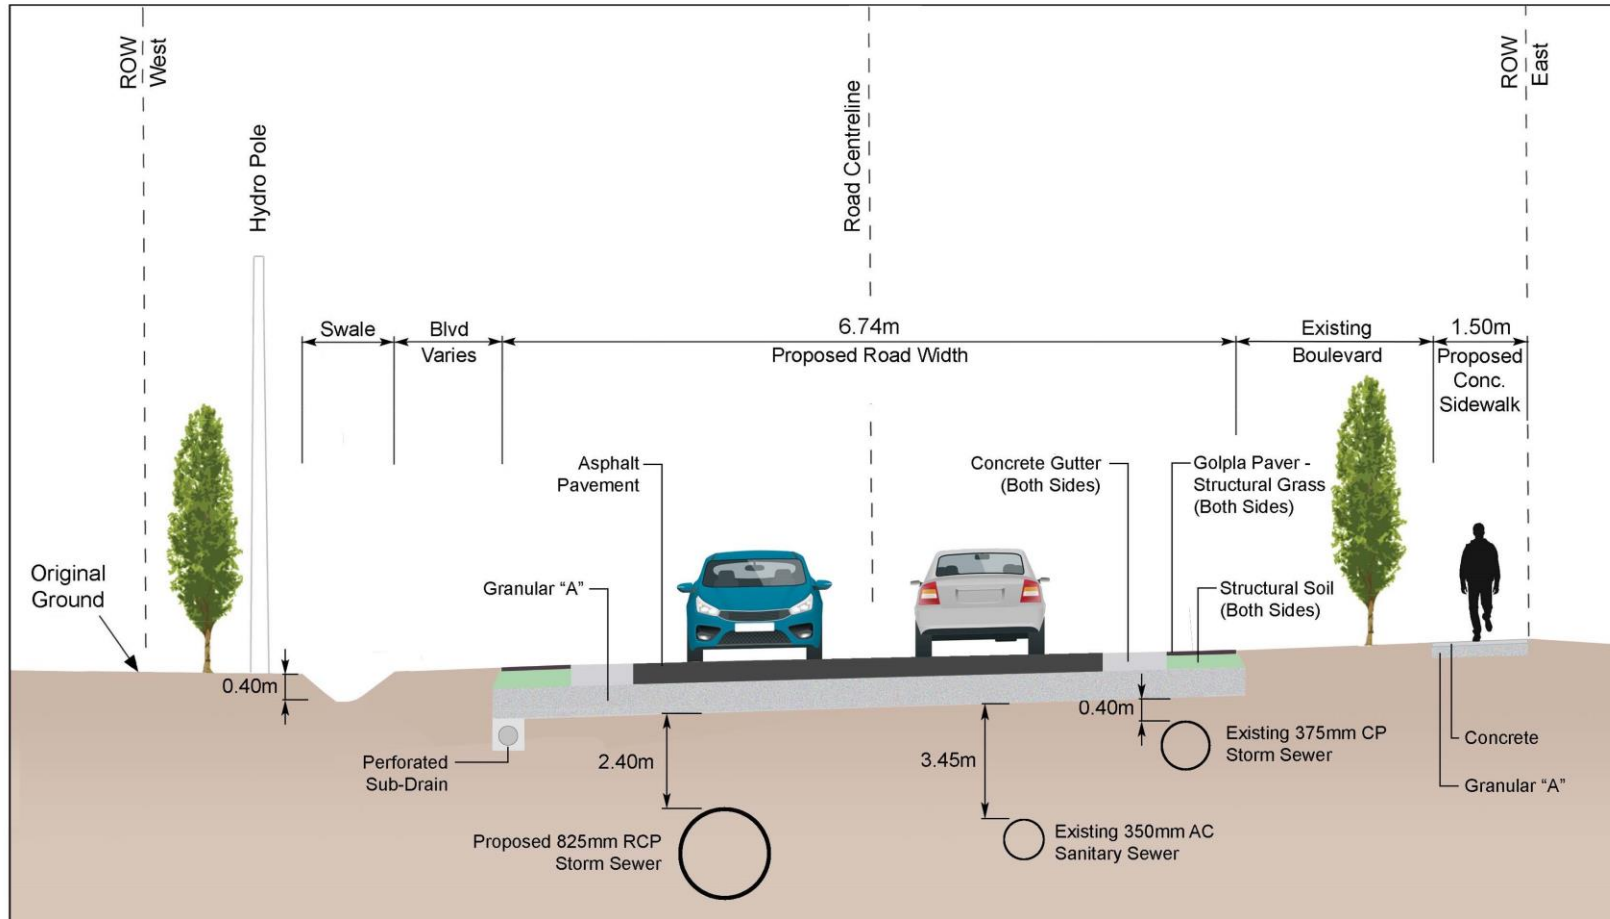 ROW
West
Hydro Pole
Road Centreline
ROW
East
Swale
Blvd
Varies
6.74m
Proposed Road Width
Existing
Boulevard
1.50m
Proposed
Conc.
Sidewalk
Asphalt
Pavement
Concrete Gutter
(Both Sides)
Golpla Paver -
Structural Grass
(Both Sides)
Original
Ground
Granular “A”
Structural Soil
(Both Sides)
0.40m
0.40m
Perforated
Sub-Drain
2.40m
3.45m
Existing 375mm CP
Storm Sewer
Concrete
Granular “A”
Proposed 825mm RCP
Storm Sewer
Existing 350mm AC
Sanitary Sewer